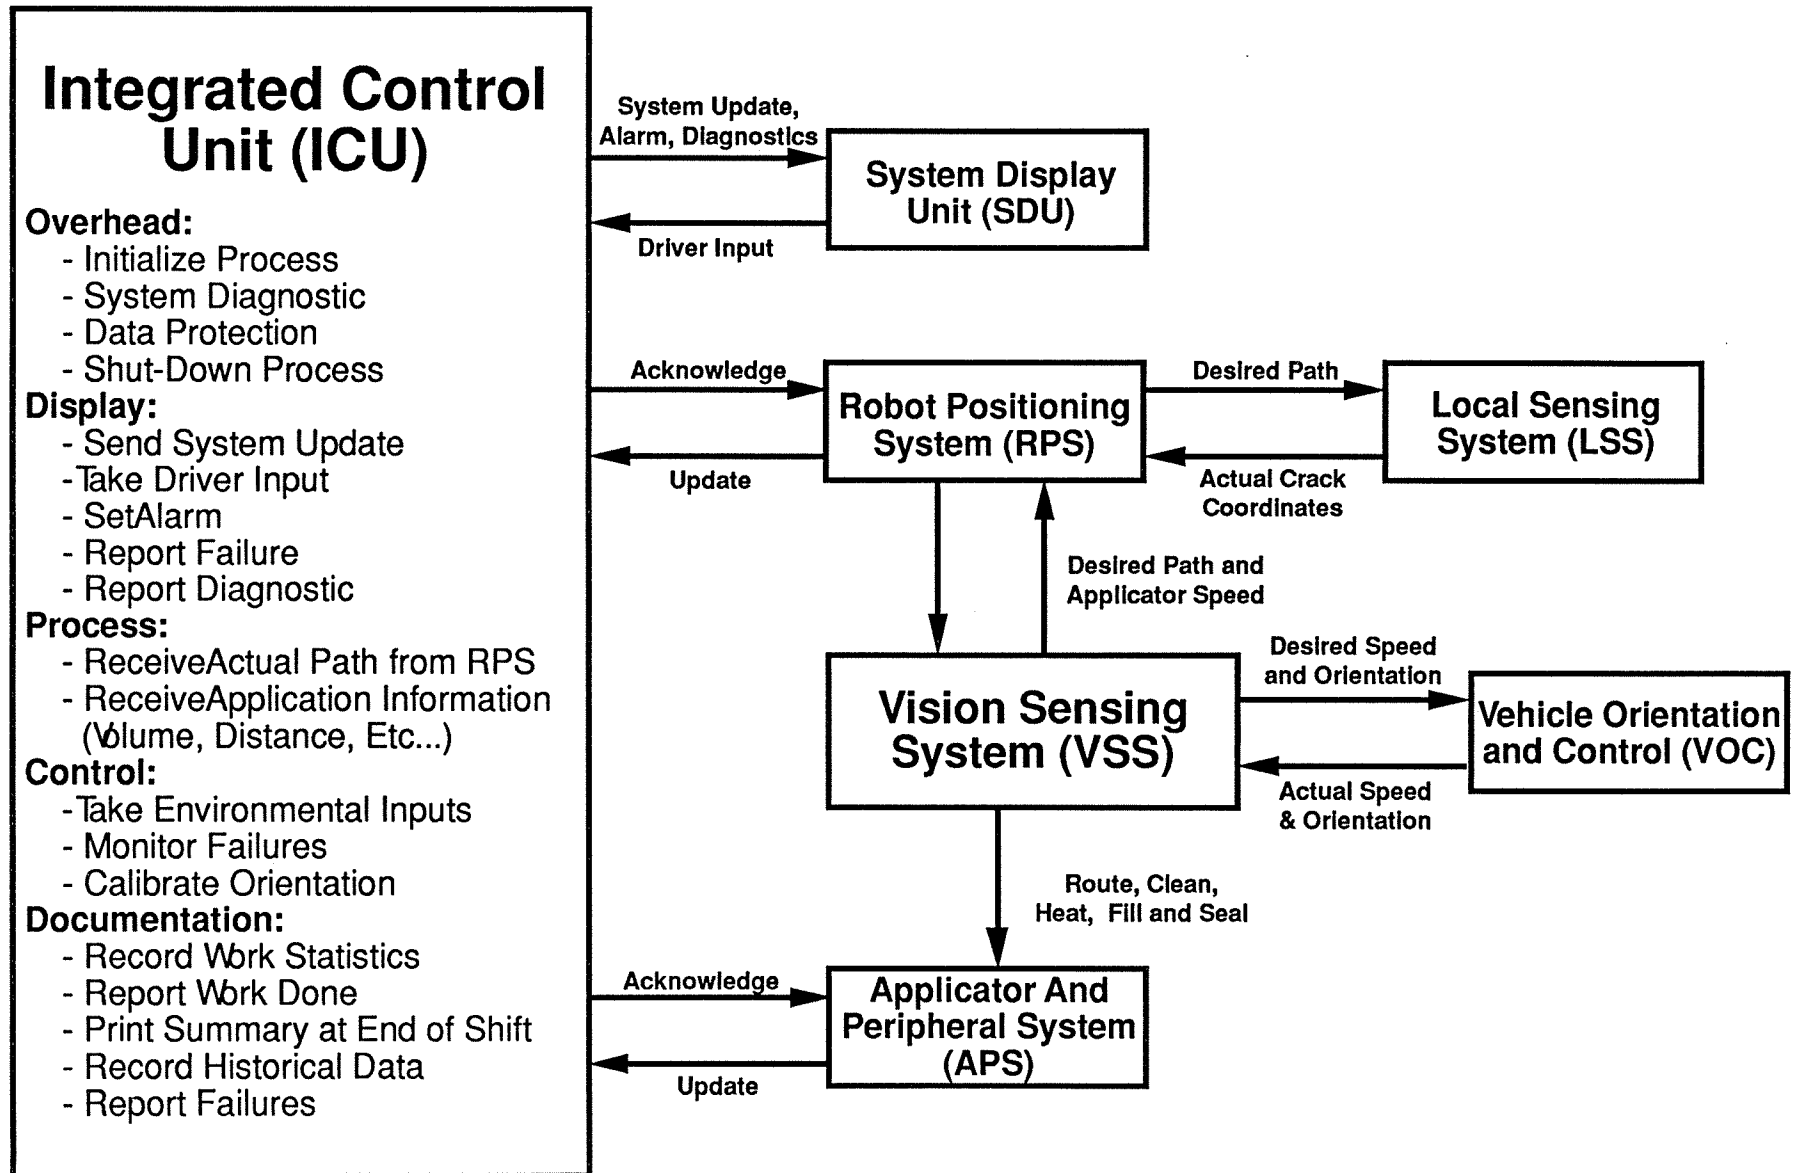 Integrated Control
Unit (ICU)
Overhead:
- Initialize Process
- System Diagnostic
- Data Protection
- Shut-Down Process
Display:
- Send System Update
-Take Driver Input
- SetAlarm
- Report Failure
- Report Diagnostic
Process:
- ReceiveActual Path from RPS
- ReceiveApplication Information
(Volume, Distance, Etc...)
Control:
-Take Environmental Inputs
- Monitor Failures
- Calibrate Orientation
Documentation:
- Record Work Statistics
- Report Work Done
- Print Summary at End of Shift
- Record Historical Data
- Report Failures
System Update,
Alarm, Diagnostics
Driver Input
System Display
Unit (SDU)
Acknowledge
Update
Robot Positioning
System (RPS)
Desired Path
Actual Crack
Coordinates
Local Sensing
System (LSS)
Desired Path and
Applicator Speed
Vision Sensing
System (VSS)
Desired Speed
and Orientation
Actual Speed
& Orientation
Vehicle Orientation
and Control (VOC)
Route, Clean,
Heat, Fill and Seal
Acknowledge
Update
Applicator And
Peripheral System
(APS)